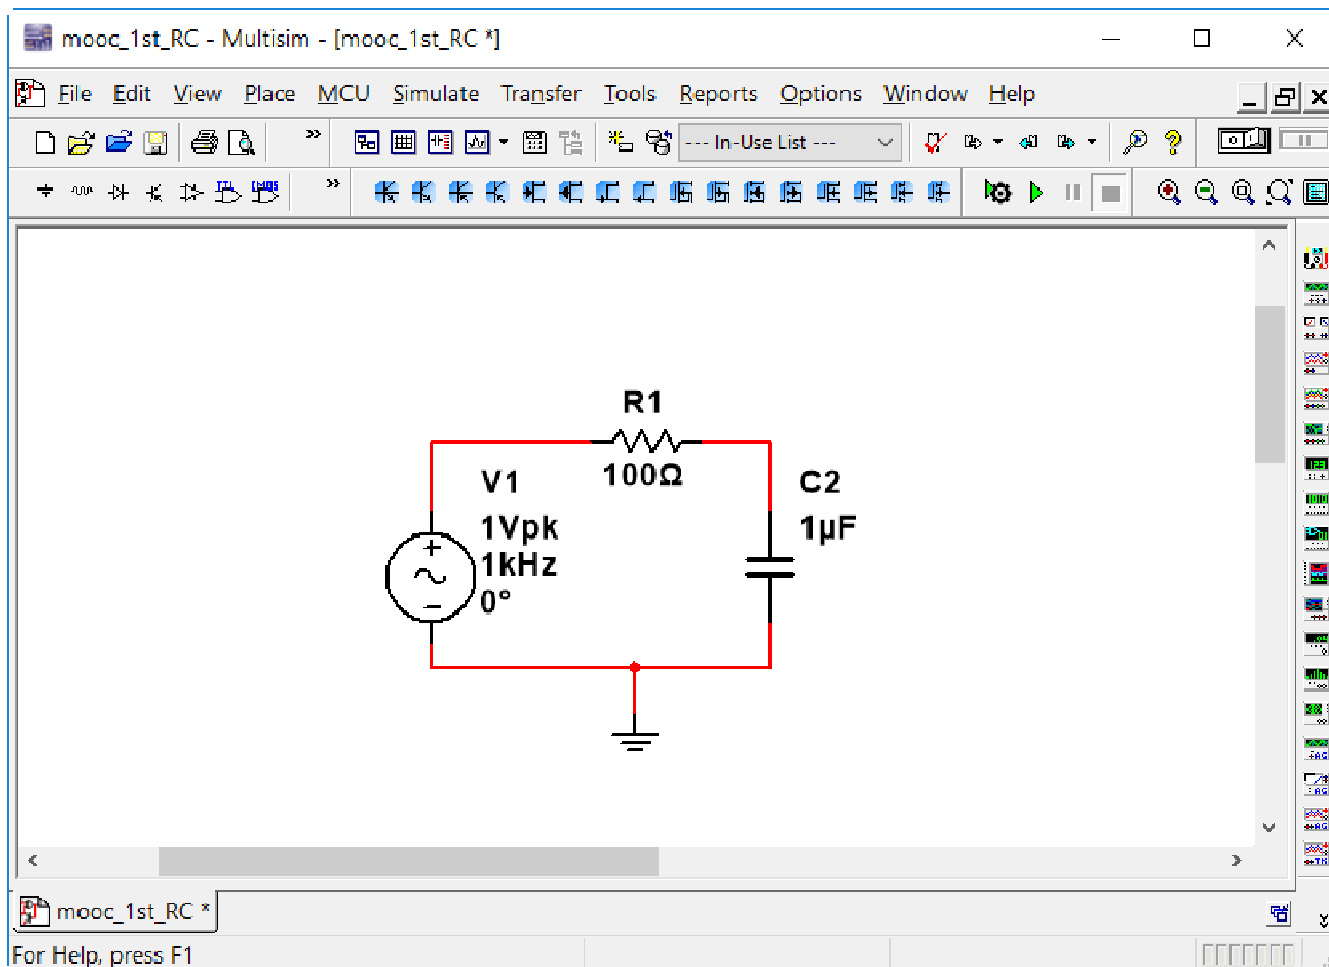 mooc_1st_RC - Multisim - [mooc_1st_RC *]
File Edit View Place MCU Simulate Transfer Tools Reports Options Window Help
--- In-Use List ---
R1
100Ω
V1
1Vpk
1kHz
0°
C2
1µF
mooc_1st_RC *
For Help, press F1